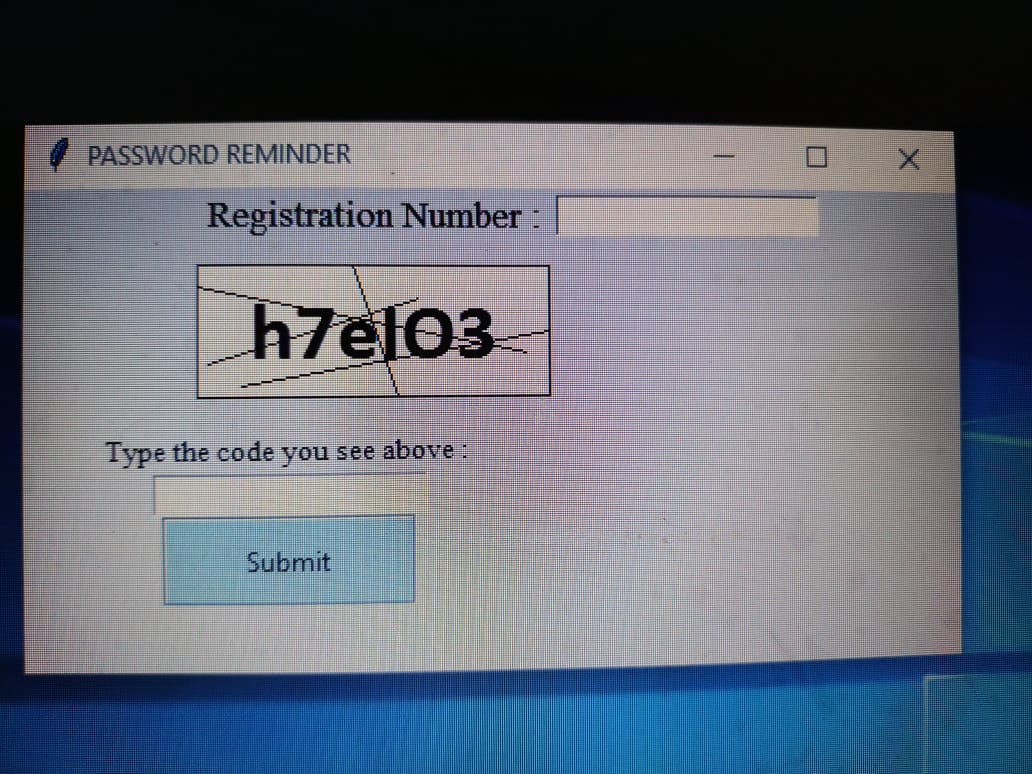 PASSWORD REMINDER
Registration Number :
h7elO3
Type the code you see above :
Submit